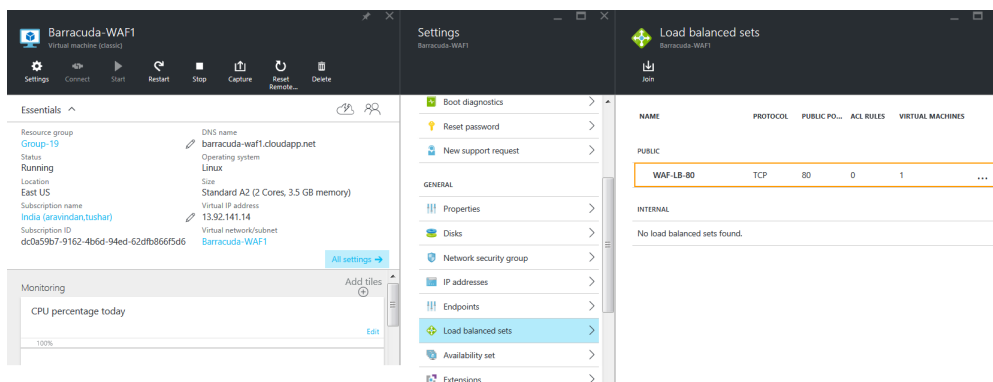 Barracuda-WAF1
Virtual machine (classic)
Settings
Connect
Start
Restart
Stop
Capture
Reset Remote...
Delete
Essentials
Resource group
Group-19
Status
Running
Location
East US
Subscription name
India (aravindan,tushar)
Subscription ID
dc0a59b7-9162-4b6d-94ed-62dfb866f5d6
DNS name
barracuda-waf1.cloudapp.net
Operating system
Linux
Size
Standard A2 (2 Cores, 3.5 GB memory)
Virtual IP address
13.92.141.14
Virtual network/subnet
Barracuda-WAF1
All settings →
Monitoring
Add tiles
CPU percentage today
Edit
100%
Settings
Barracuda-WAF1
Boot diagnostics
Reset password
New support request
GENERAL
Properties
Disks
Network security group
IP addresses
Endpoints
Load balanced sets
Availability set
Extensions
Load balanced sets
Barracuda-WAF1
Join
NAME PROTOCOL PUBLIC PO... ACL RULES VIRTUAL MACHINES
PUBLIC
WAF-LB-80 TCP 80 0 1 ...
INTERNAL
No load balanced sets found.